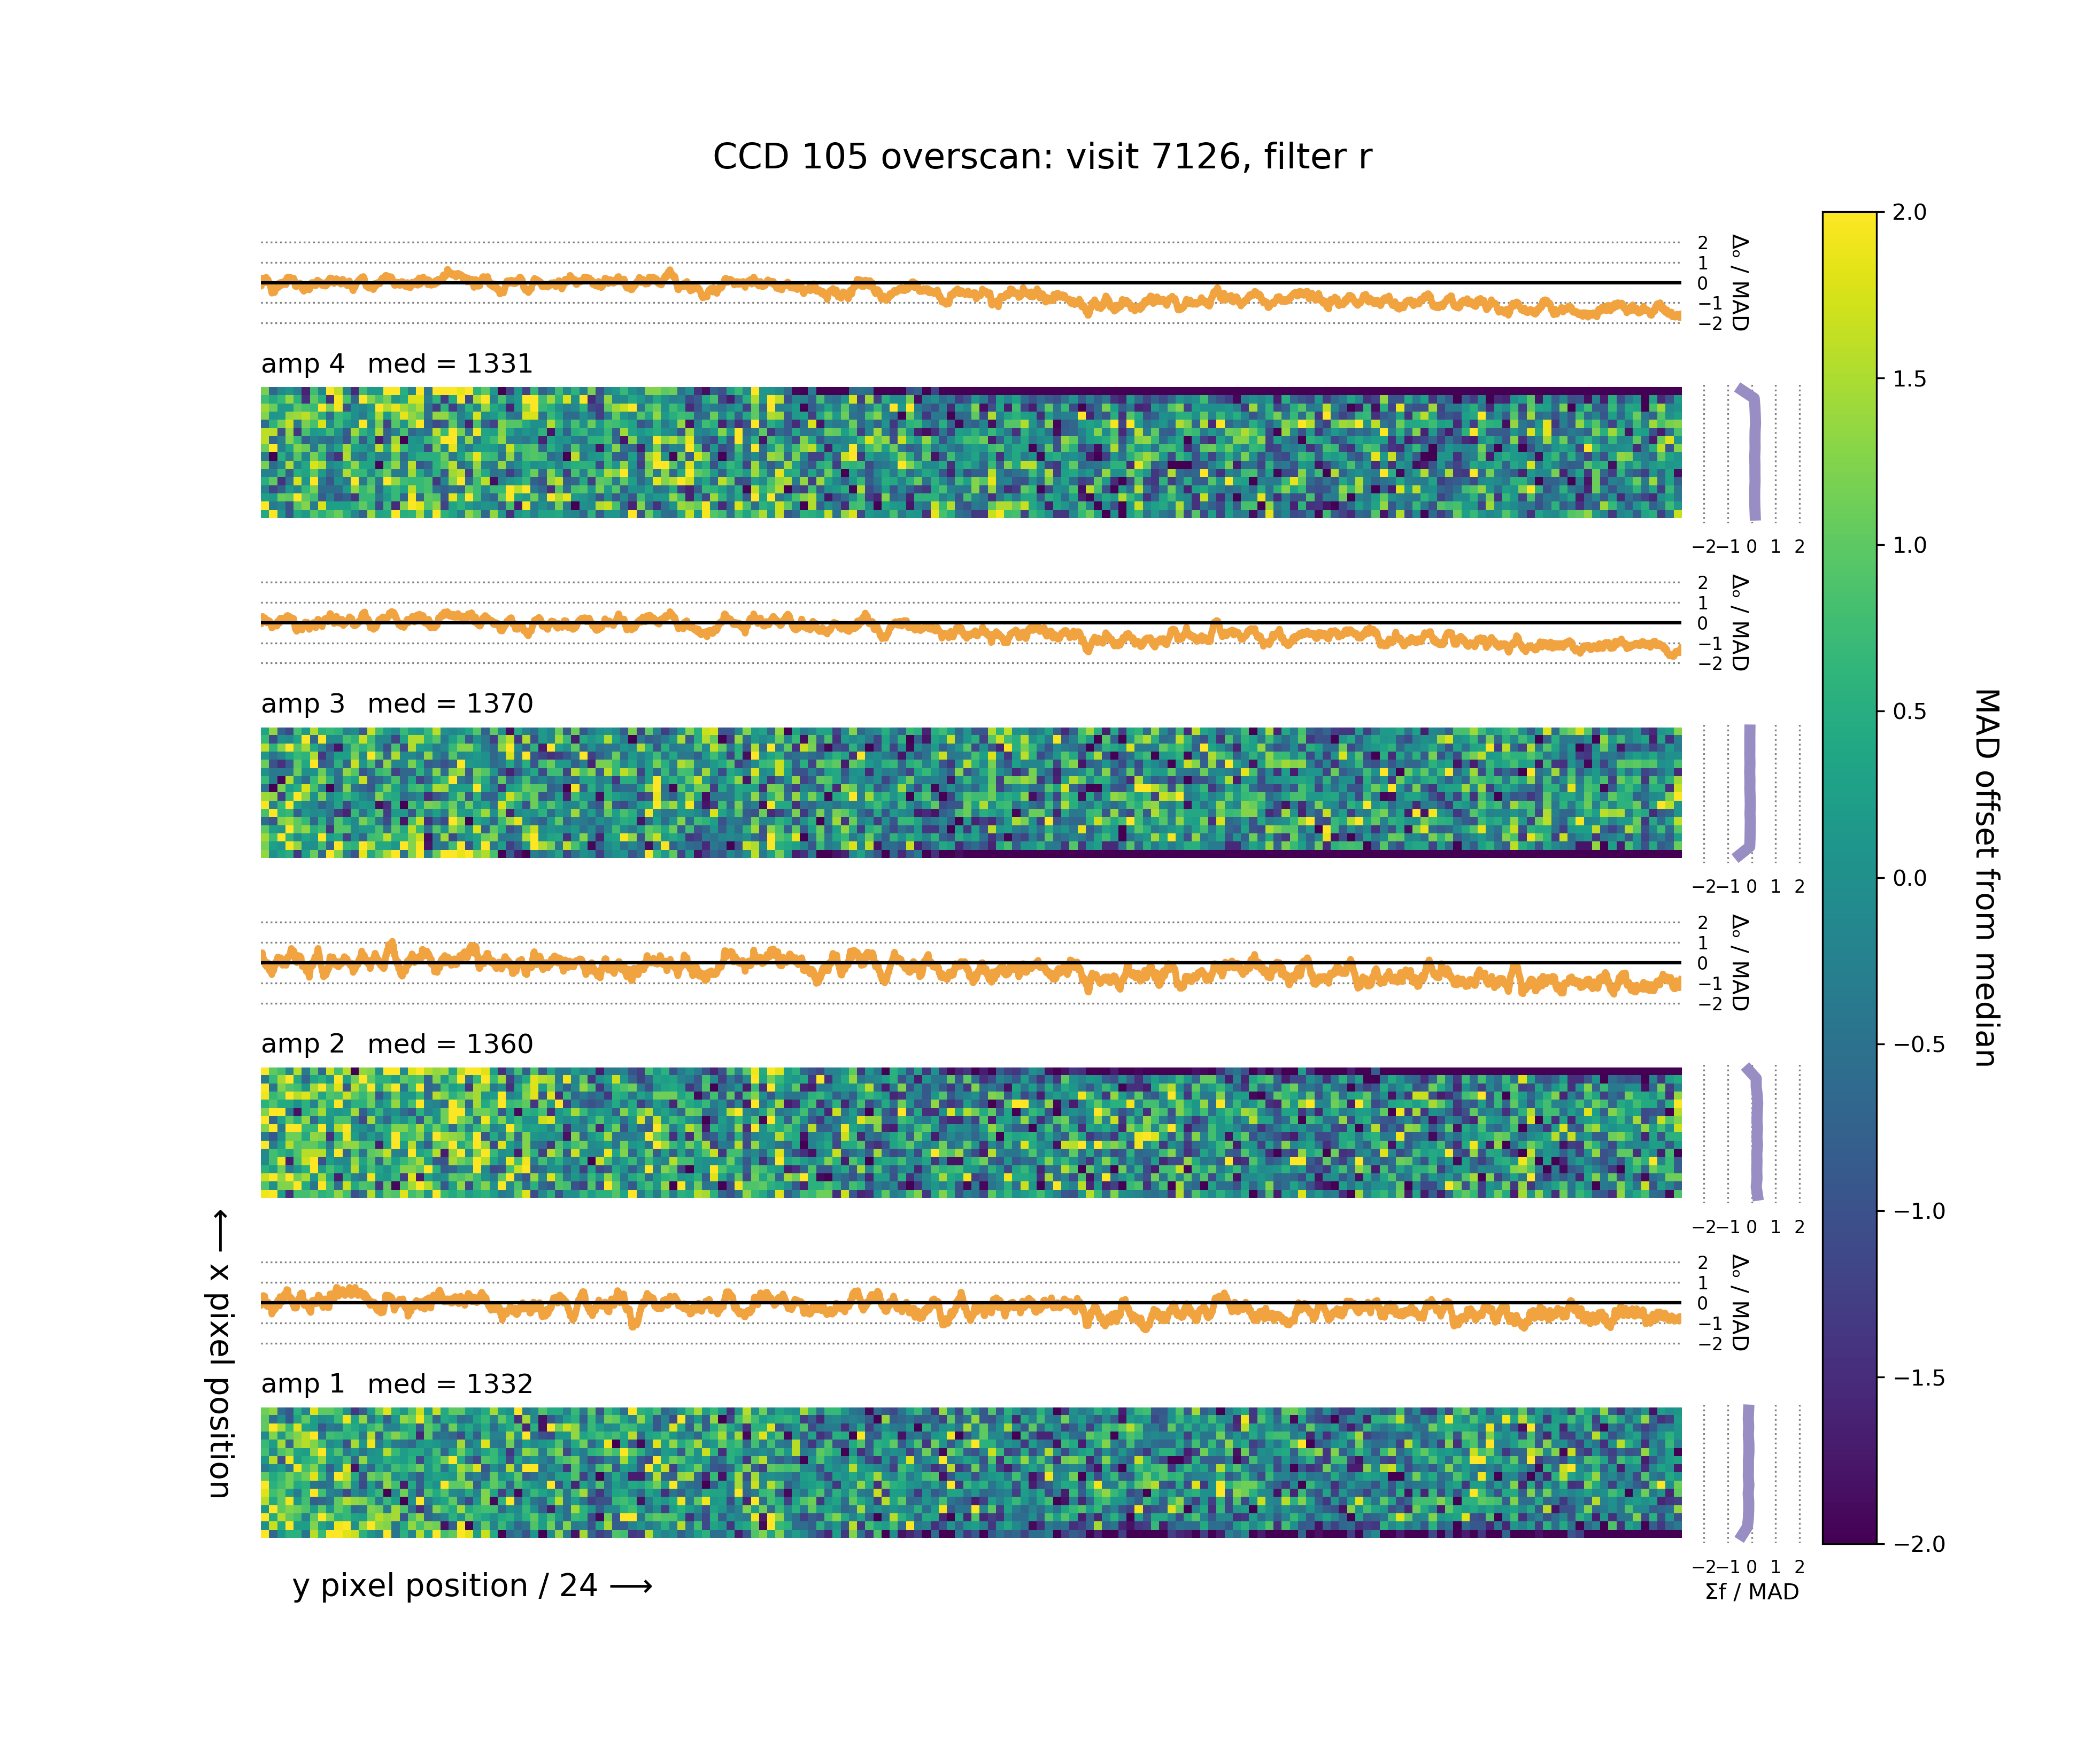 CCD 105 overscan: visit 7126, filter r
2
1
0
−1
−2
Δₒ / MAD
amp 4 med = 1331
−2 −1 0 1 2
2
1
0
−1
−2
Δₒ / MAD
amp 3 med = 1370
−2 −1 0 1 2
2
1
0
−1
−2
Δₒ / MAD
amp 2 med = 1360
−2 −1 0 1 2
2
1
0
−1
−2
Δₒ / MAD
amp 1 med = 1332
−2 −1 0 1 2
Σf / MAD
⟵ x pixel position
y pixel position / 24 ⟶
2.0
1.5
1.0
0.5
0.0
−0.5
−1.0
−1.5
−2.0
MAD offset from median